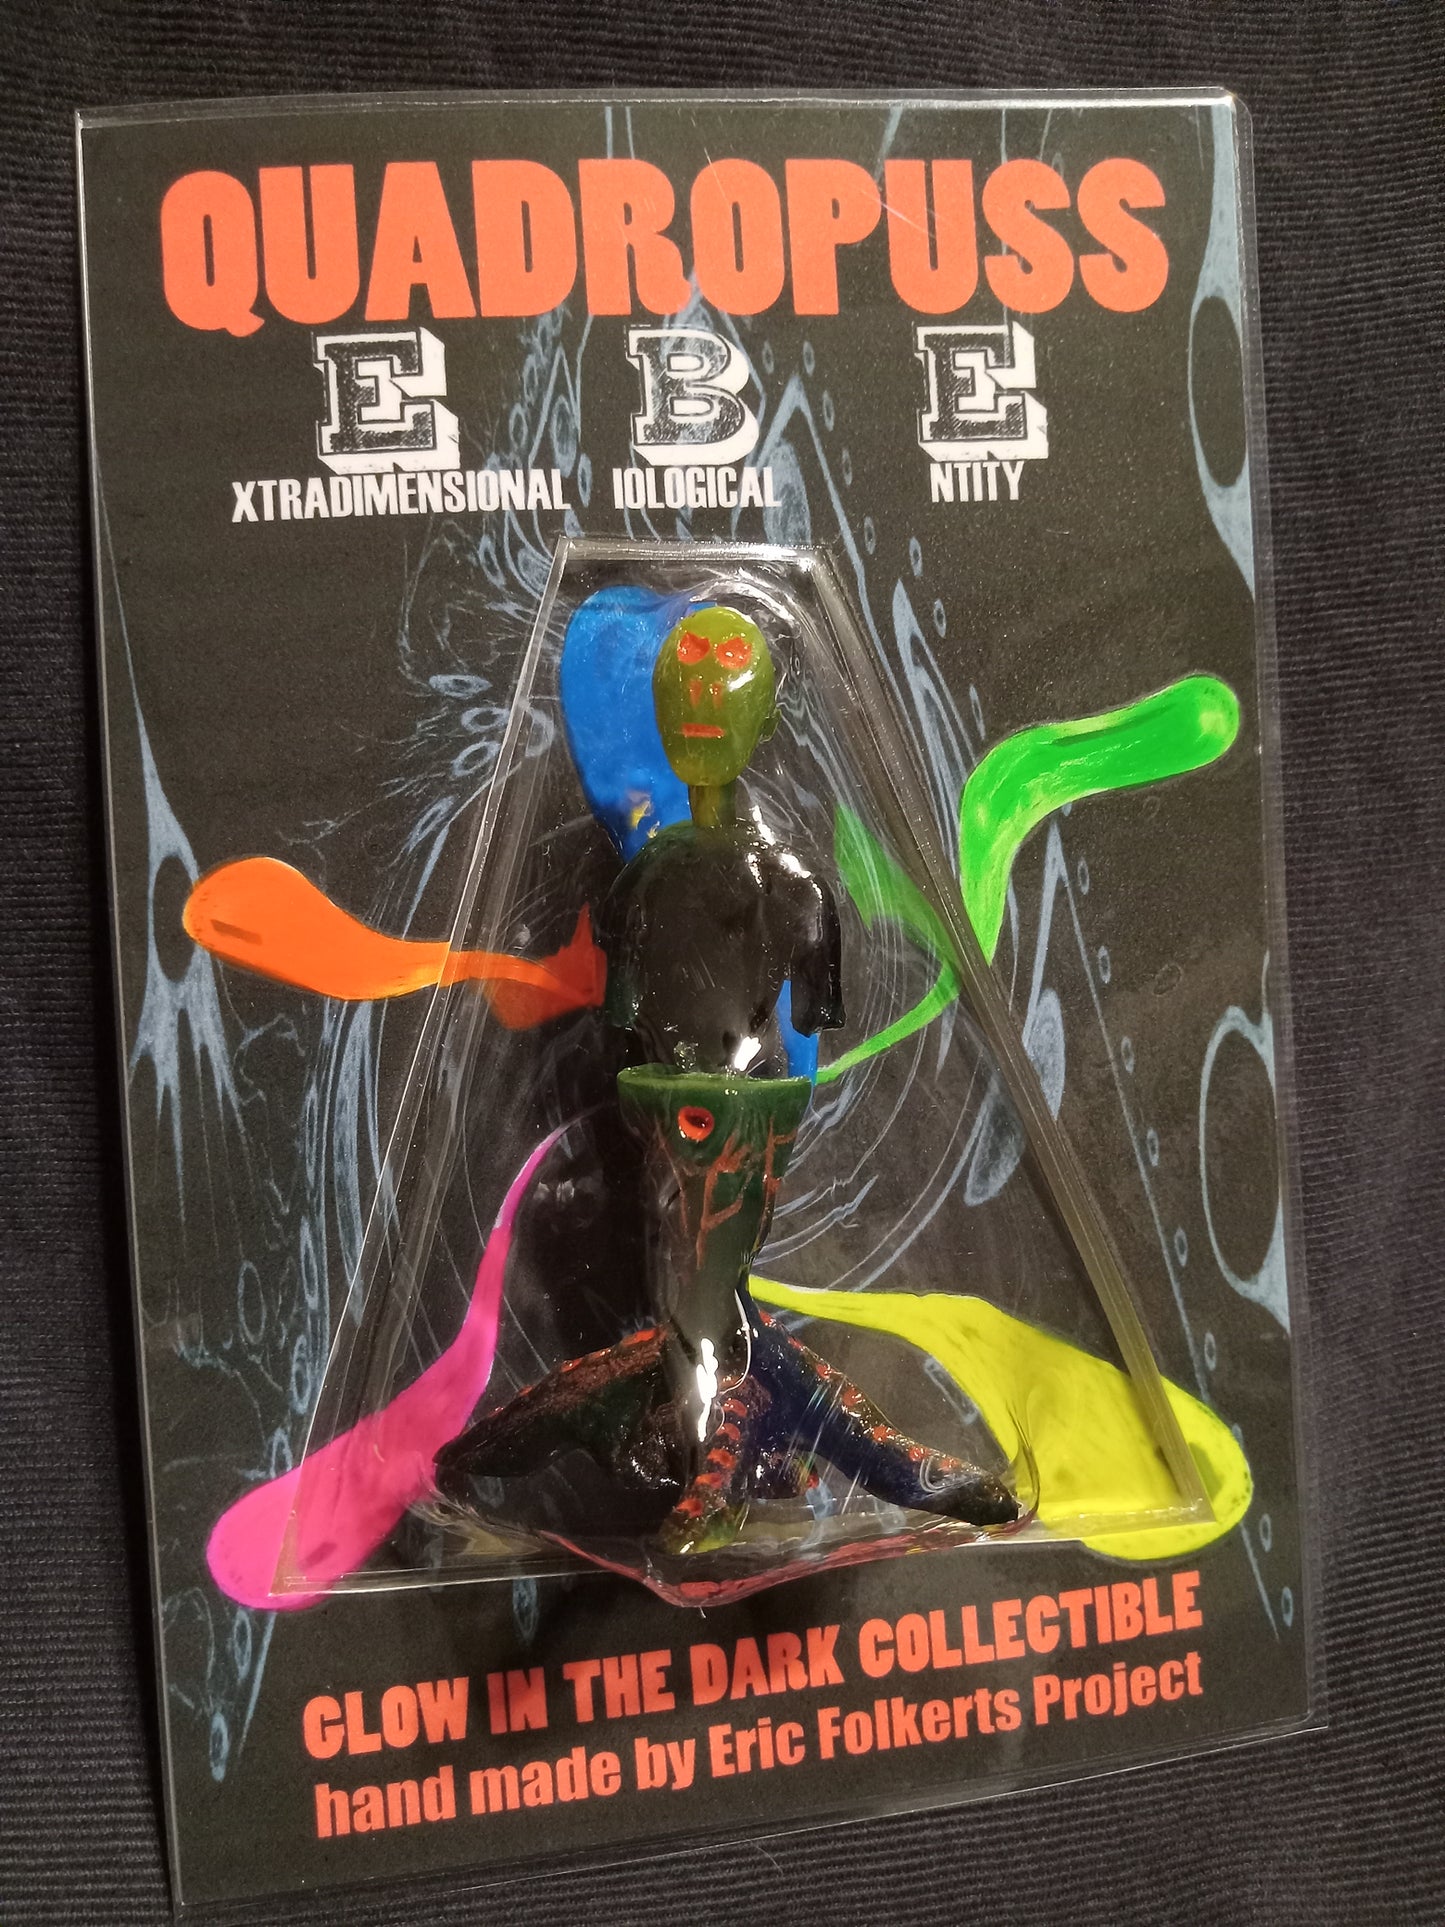 QUADROPUSS
E B E
XTRADIMENSIONAL IOLOGICAL NTITY
GLOW IN THE DARK COLLECTIBLE
hand made by Eric Folkerts Project